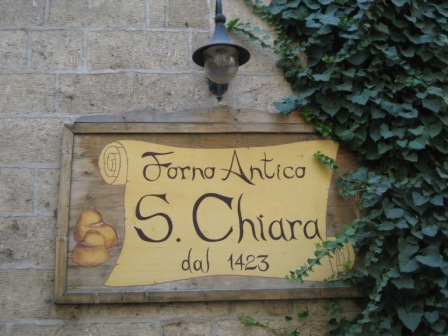 Forno Antico
S. Chiara
dal 1423